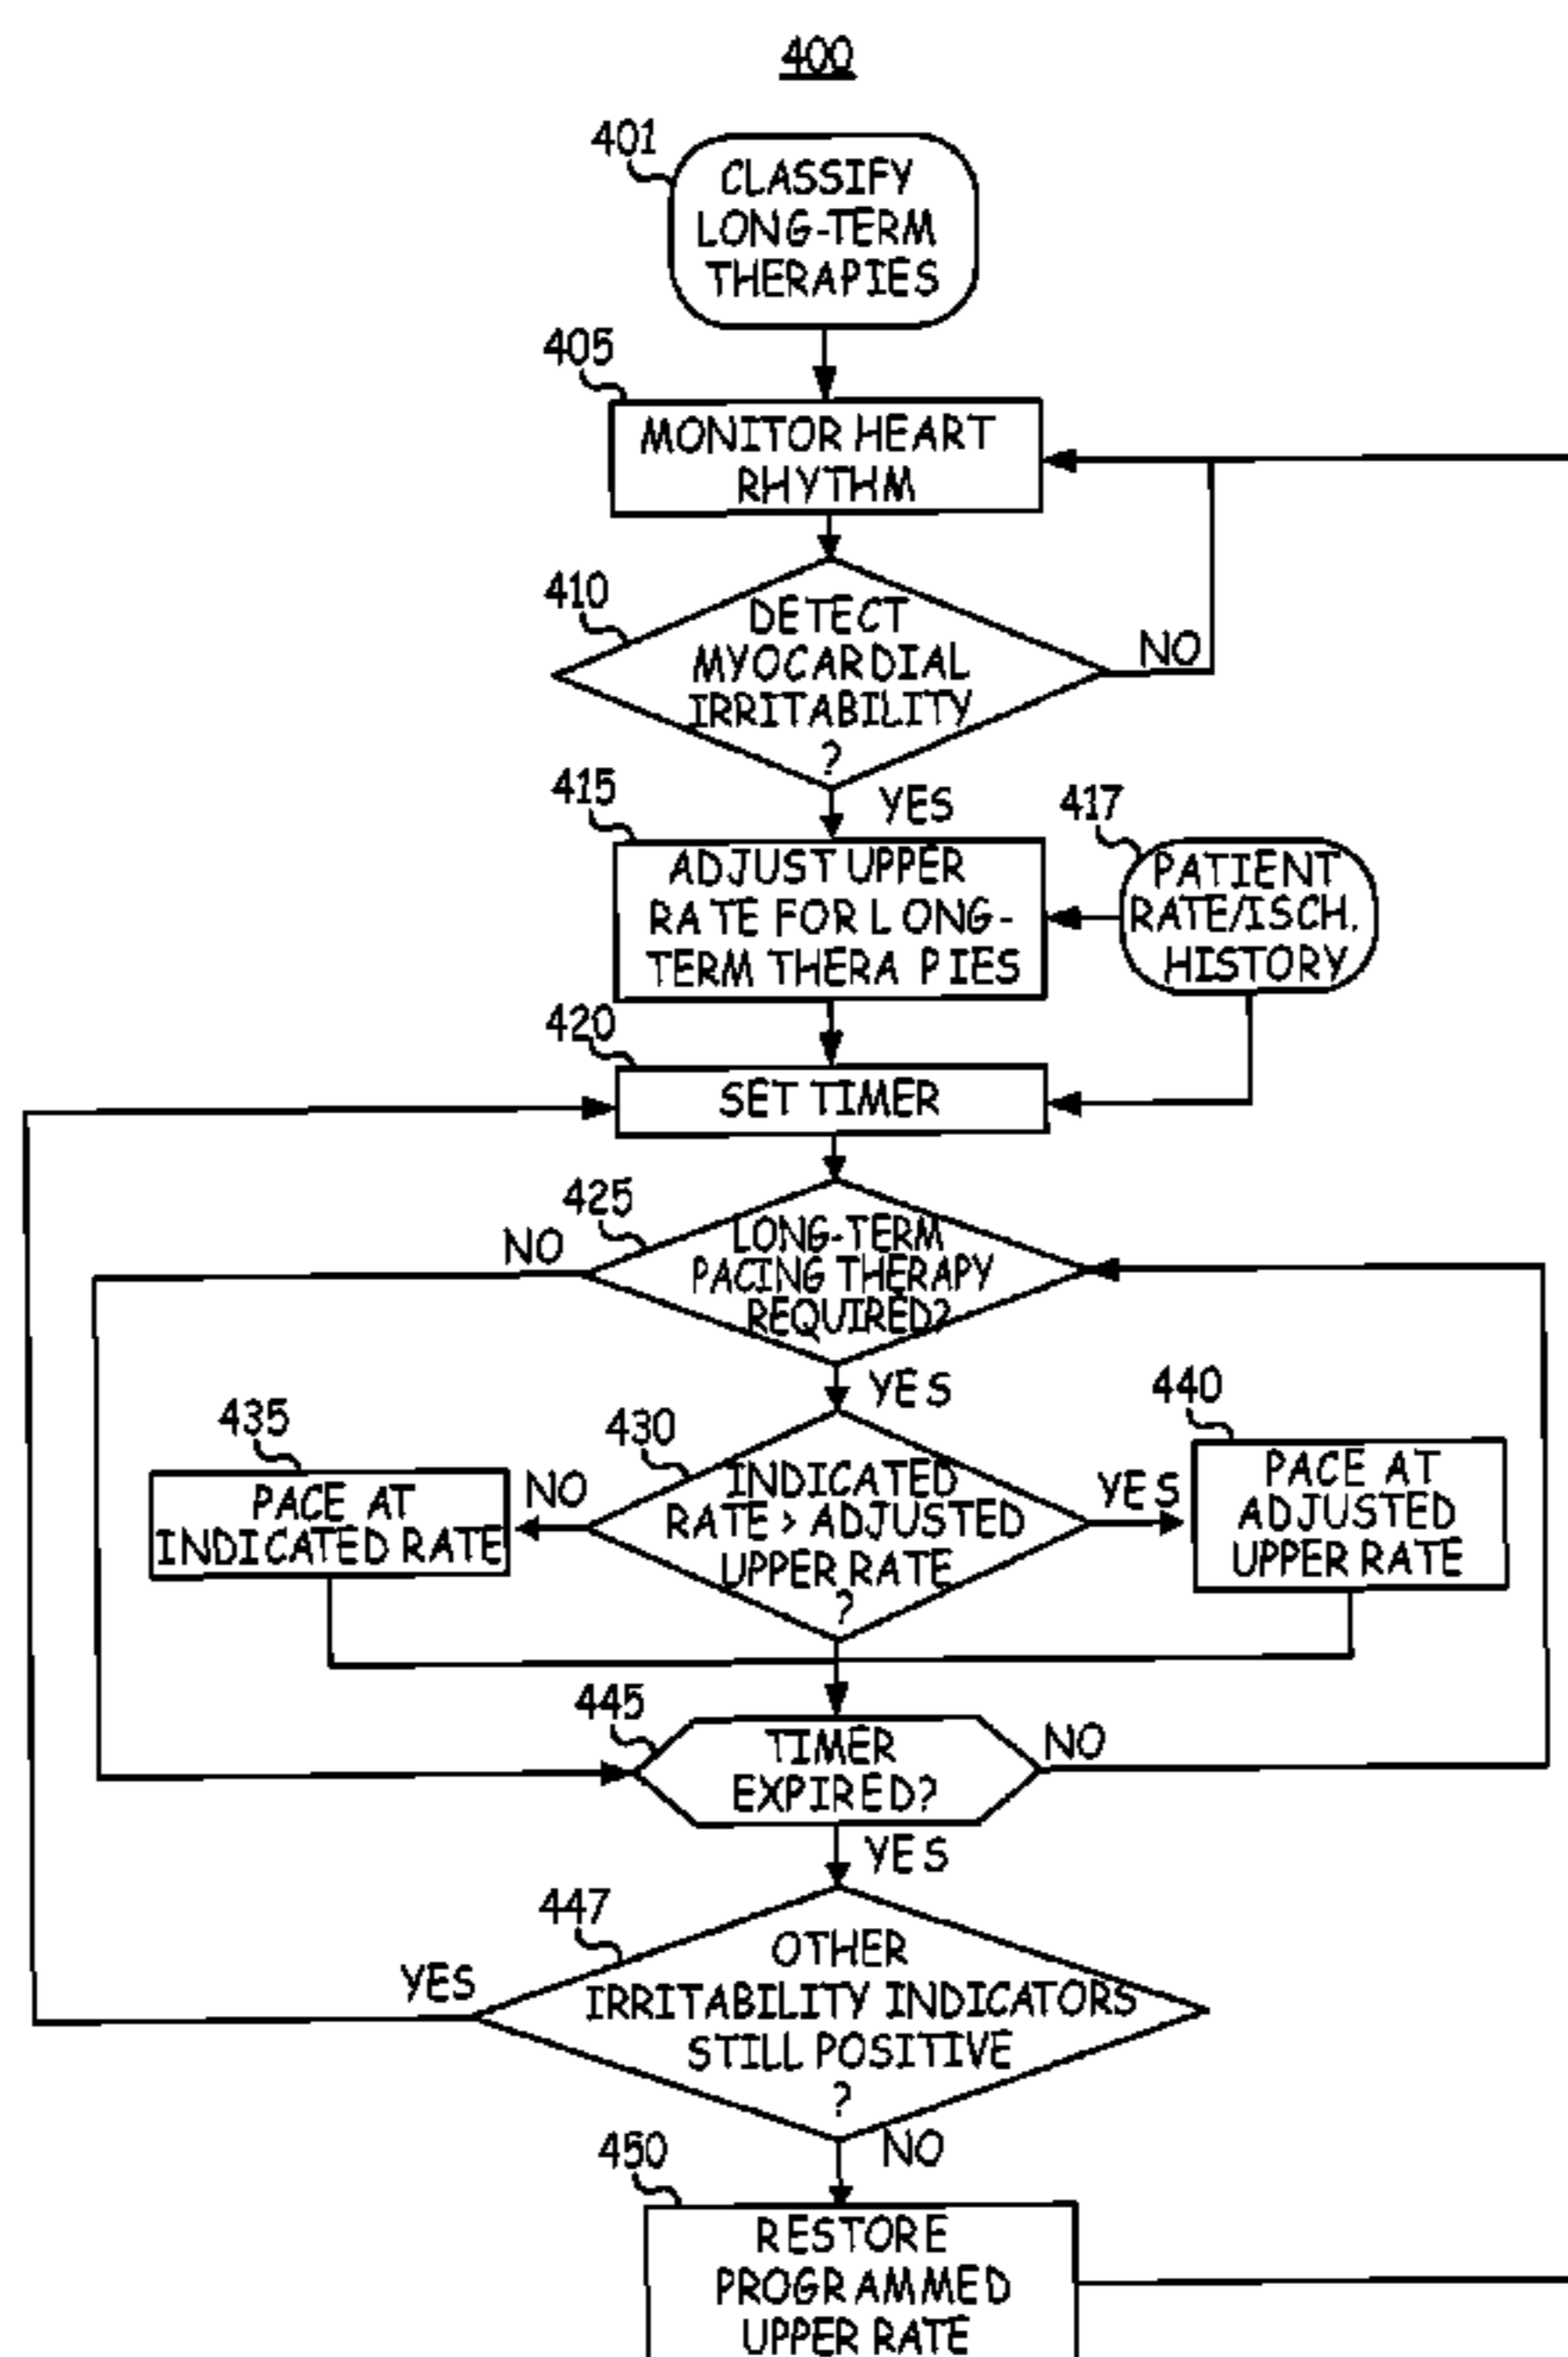 400
401
CLASSIFY
LONG-TERM
THERAPIES
405
MONITOR HEART
RHYTHM
410
DETECT
MYOCARDIAL
IRRITABILITY
?
NO
YES
415
ADJUST UPPER
RATE FOR LONG-
TERM THERAPIES
417
PATIENT
RATE/ISCH.
HISTORY
420
SET TIMER
425
NO
LONG-TERM
PACING THERAPY
REQUIRED?
YES
430
INDICATED
RATE > ADJUSTED
UPPER RATE
?
NO
YES
435
PACE AT
INDICATED RATE
440
PACE AT
ADJUSTED
UPPER RATE
445
TIMER
EXPIRED?
NO
YES
447
OTHER
IRRITABILITY INDICATORS
STILL POSITIVE
?
YES
NO
450
RESTORE
PROGRAMMED
UPPER RATE